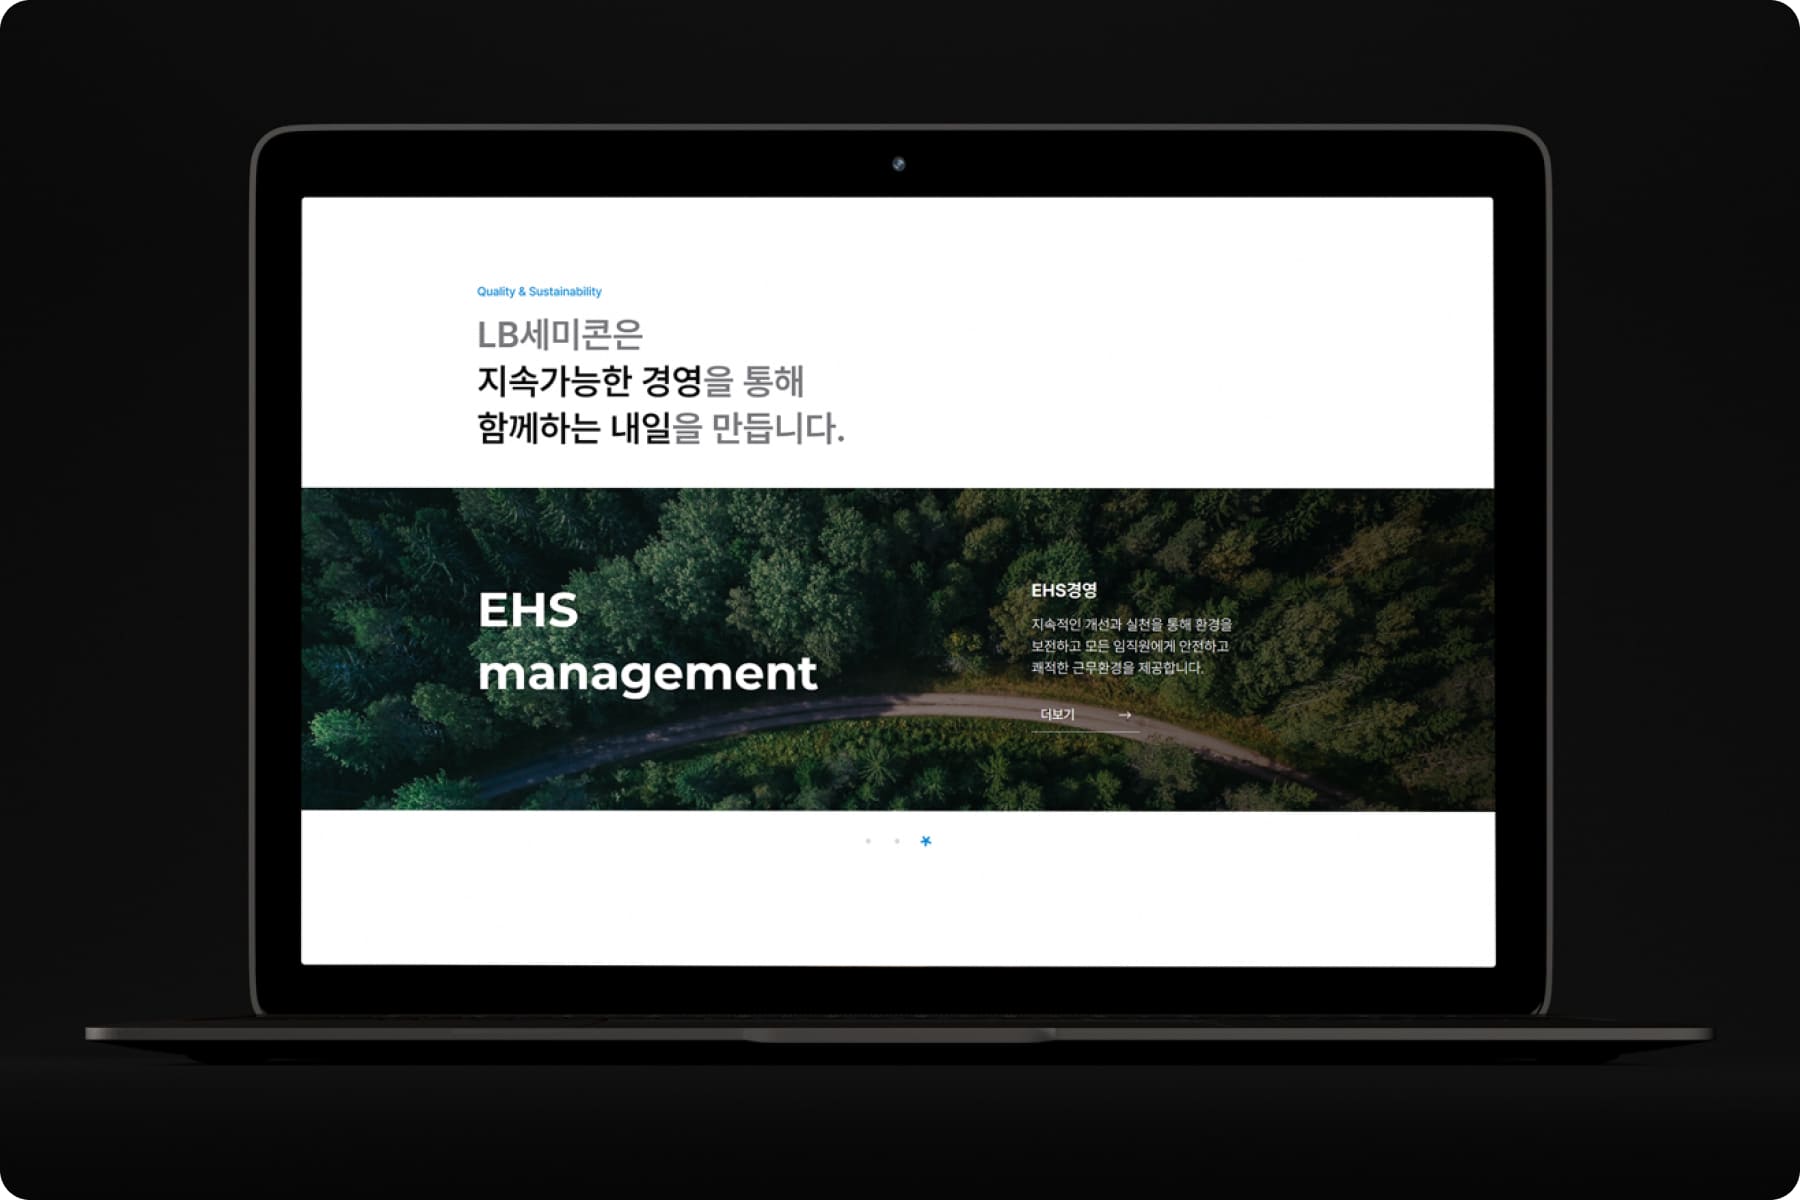 Quality & Sustainability
LB세미콘은
지속가능한 경영을 통해
함께하는 내일을 만듭니다.
EHS
management
EHS경영
지속적인 개선과 실천을 통해 환경을
보전하고 모든 임직원에게 안전하고
쾌적한 근무환경을 제공합니다.
더보기 →